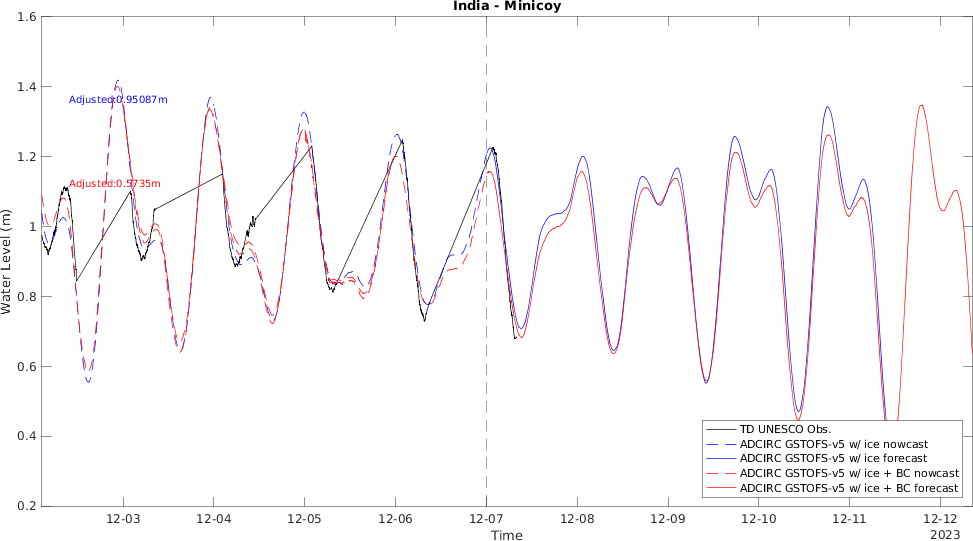 India - Minicoy
Water Level (m)
1.6
1.4
1.2
1
0.8
0.6
0.4
0.2
Adjusted:0.95087m
Adjusted:0.5735m
TD UNESCO Obs.
ADCIRC GSTOFS-v5 w/ ice nowcast
ADCIRC GSTOFS-v5 w/ ice forecast
ADCIRC GSTOFS-v5 w/ ice + BC nowcast
ADCIRC GSTOFS-v5 w/ ice + BC forecast
12-03 12-04 12-05 12-06 12-07 12-08 12-09 12-10 12-11 12-12
Time
2023